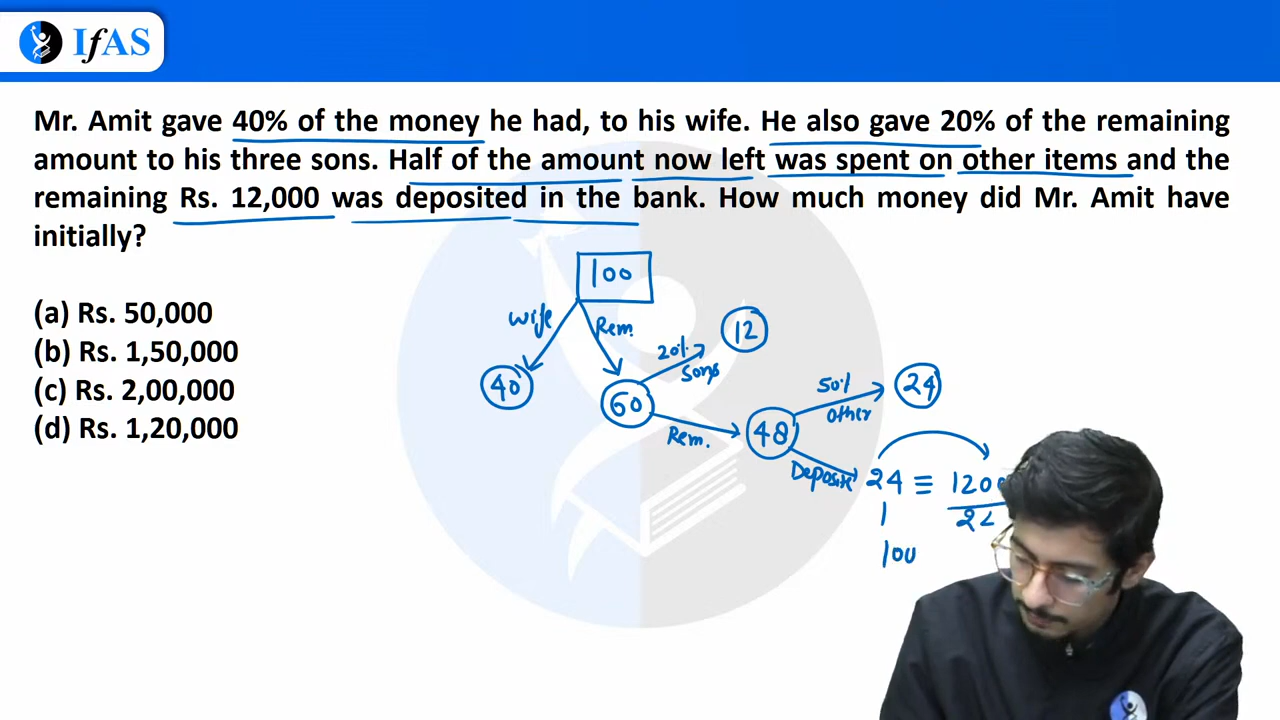 IfAS
Mr. Amit gave 40% of the money he had, to his wife. He also gave 20% of the remaining
amount to his three sons. Half of the amount now left was spent on other items and the
remaining Rs. 12,000 was deposited in the bank. How much money did Mr. Amit have
initially?
(a) Rs. 50,000
(b) Rs. 1,50,000
(c) Rs. 2,00,000
(d) Rs. 1,20,000
100
wife
Rem.
40
60
20%
sons
12
Rem.
48
50%
other
24
Deposite
24 ≡ 1200
1
24
100